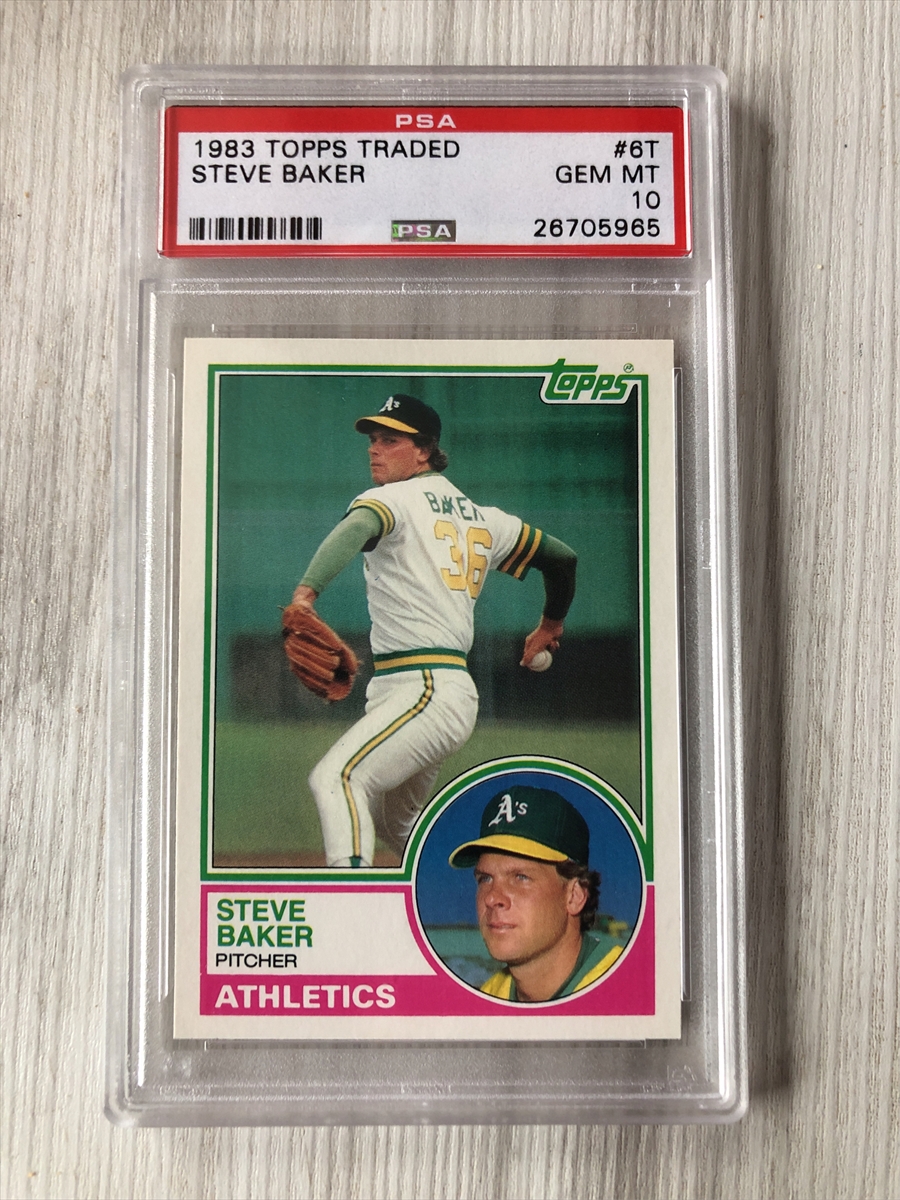 PSA
1983 TOPPS TRADED #6T
STEVE BAKER GEM MT
10
PSA 26705965
Topps
A's
BAKER
36
A's
STEVE
BAKER
PITCHER
ATHLETICS